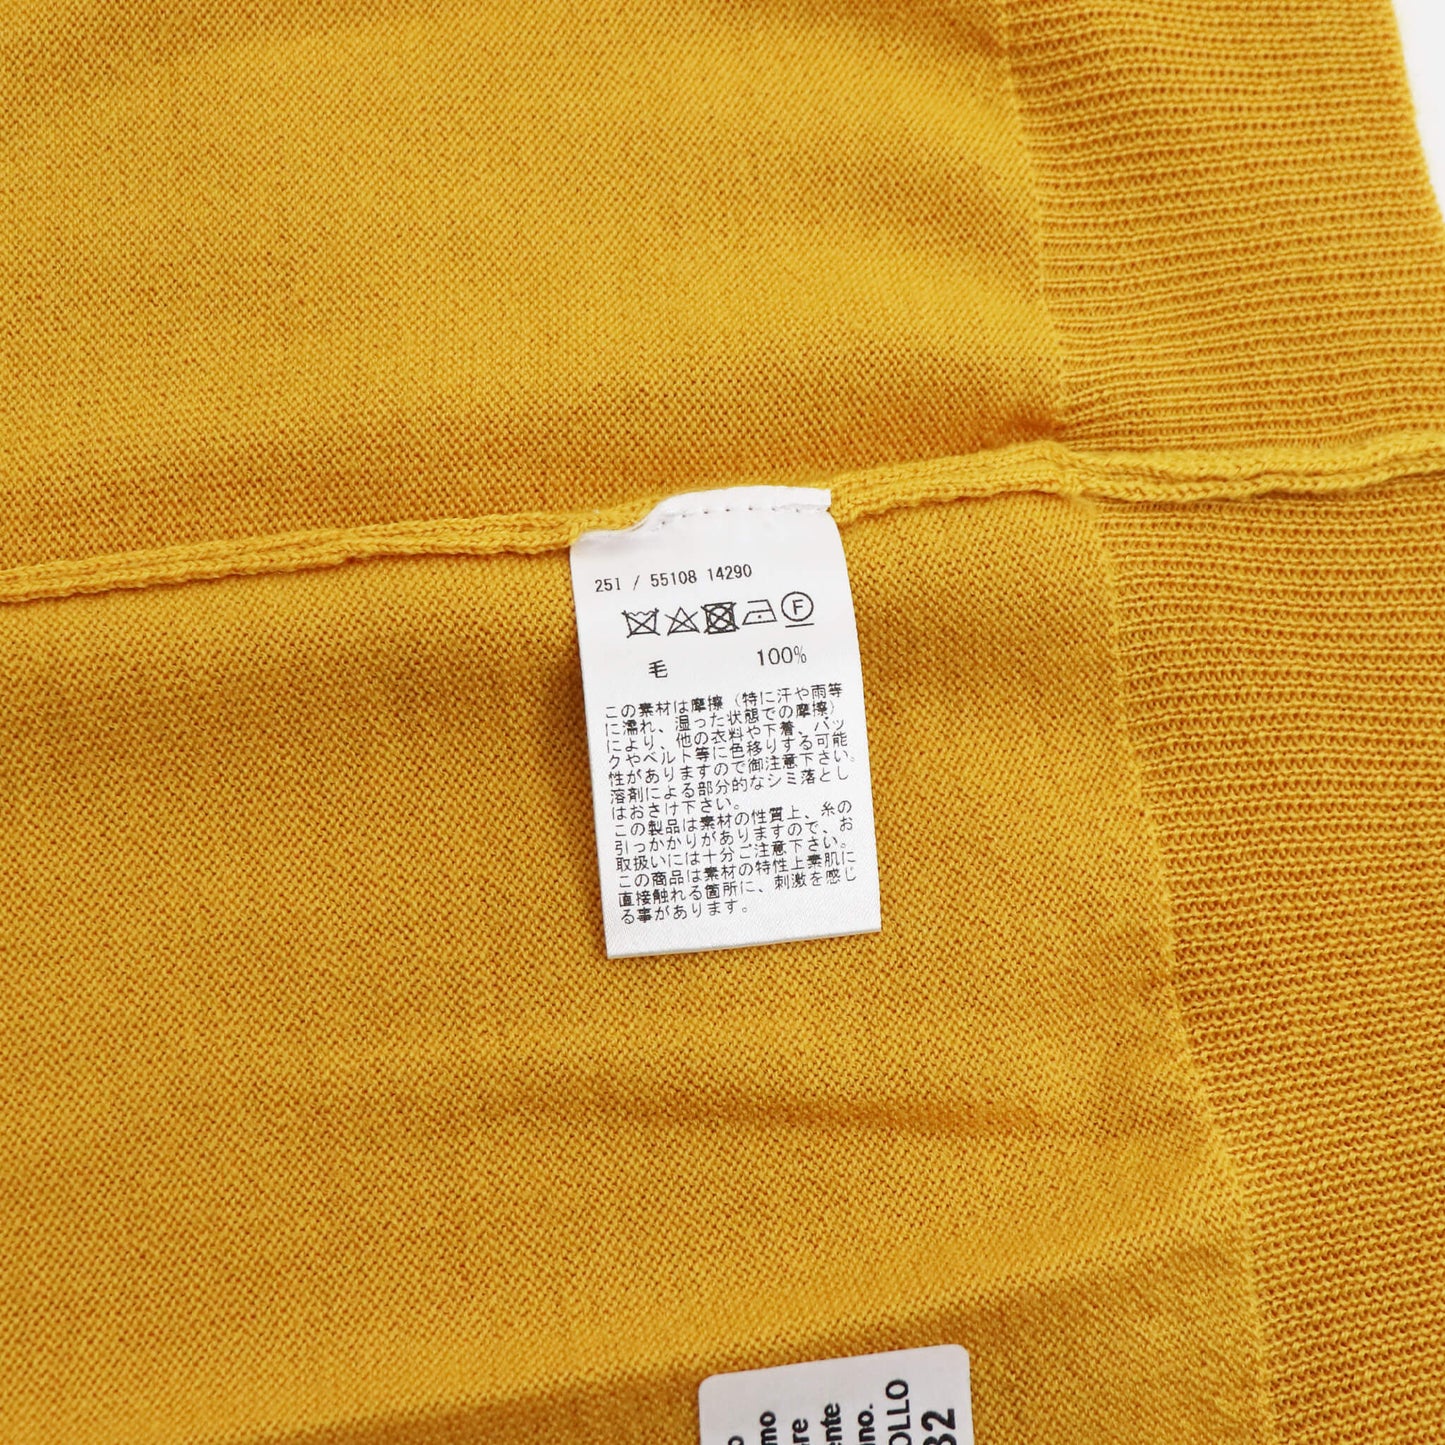 251 / 55108 14290
F
毛 100%
この素材は摩擦（特に汗や雨等
に濡れ、湿った状態での摩擦）
により、他の衣料や下着、バッ
クやベルト等に色移りする可能
性がありますので御注意下さい。
溶剤による部分的なシミ落とし
はおさけ下さい。
この製品は素材の性質上、糸の
引っかかりがありますので、お
取扱いには十分ご注意下さい。
この商品は素材の特性上素肌に
直接触れる箇所に、刺激を感じ
る事があります。
o
mo
re
ente
ano.
OLLO
32